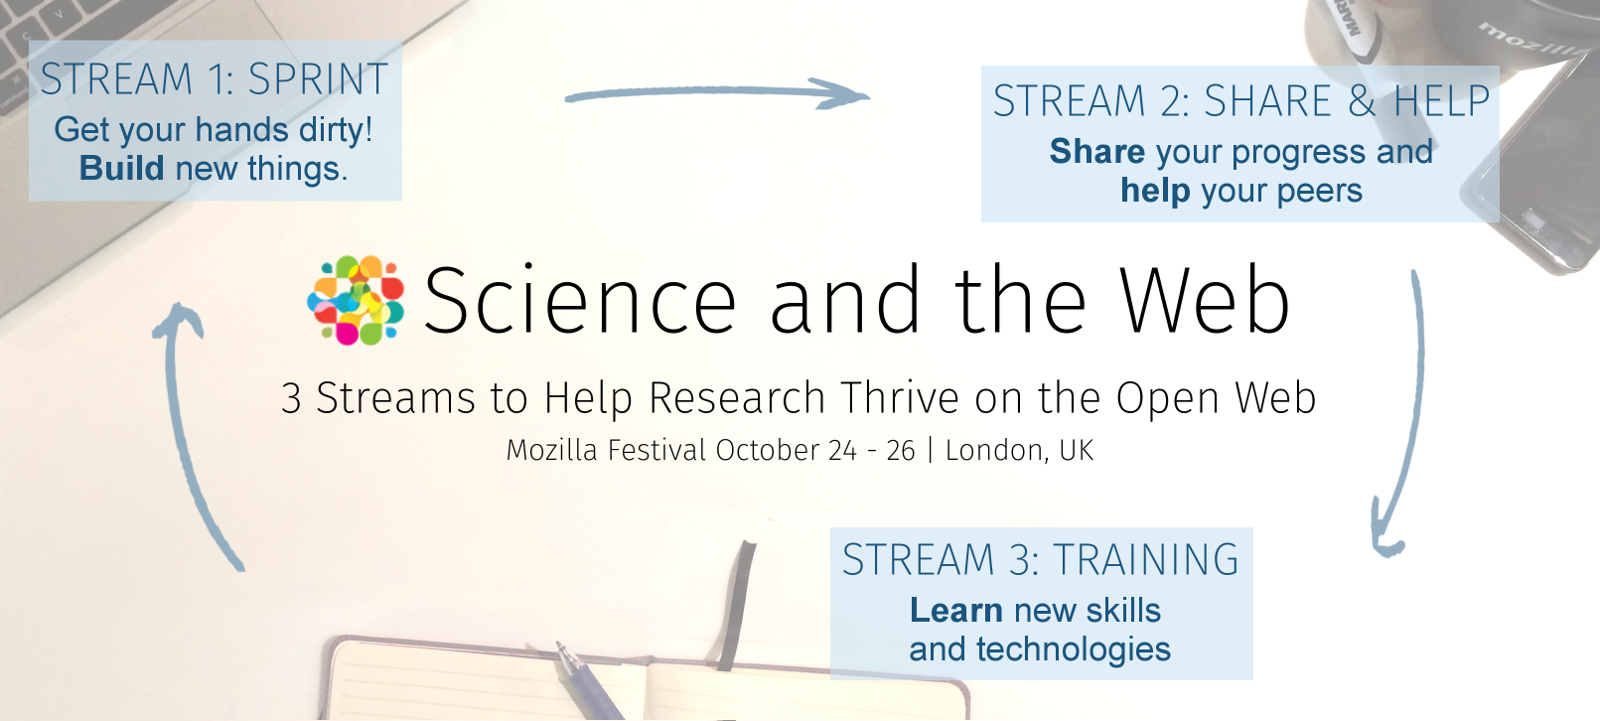 STREAM 1: SPRINT
Get your hands dirty!
Build new things.
MAR
mozilla
STREAM 2: SHARE & HELP
Share your progress and
help your peers
Science and the Web
3 Streams to Help Research Thrive on the Open Web
Mozilla Festival October 24 - 26 | London, UK
STREAM 3: TRAINING
Learn new skills
and technologies